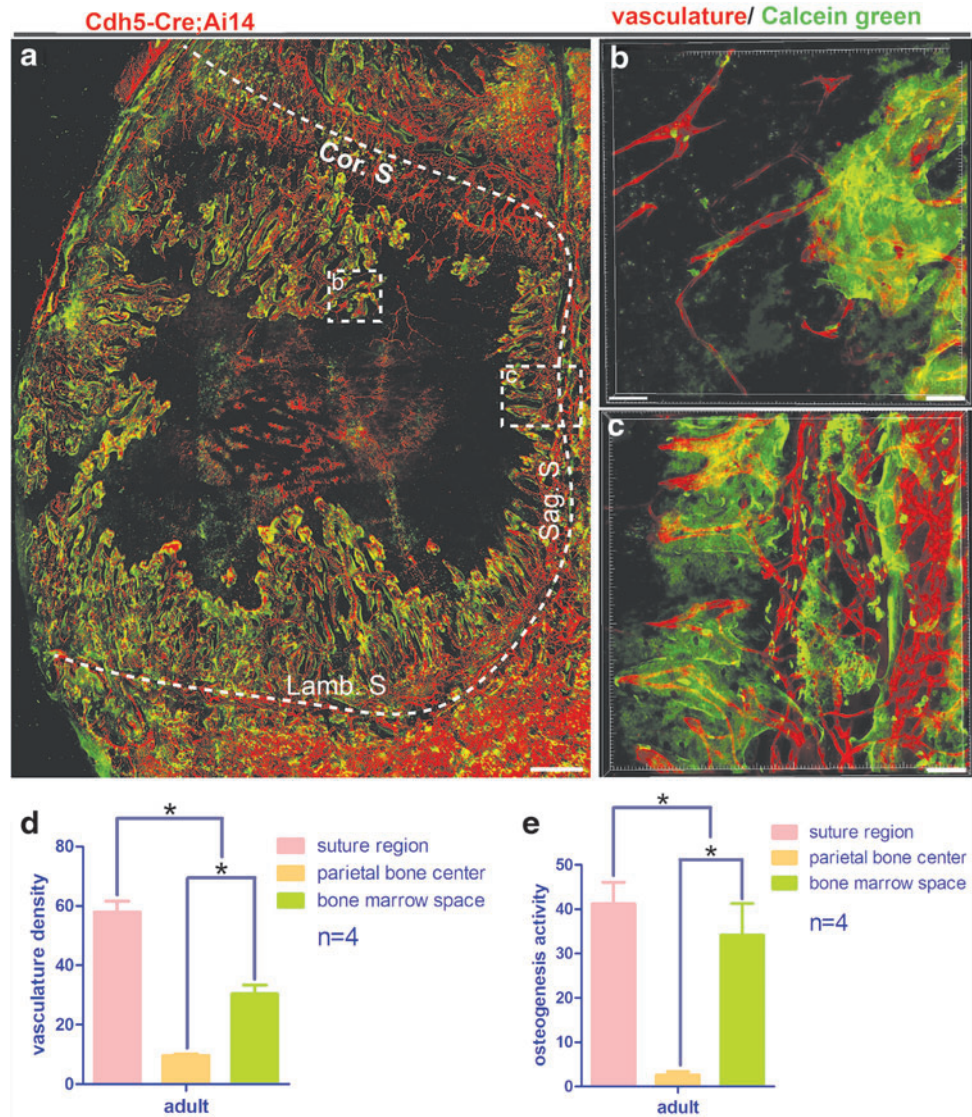 Cdh5-Cre;Ai14
vasculature/ Calcein green
a
Cor. S
b
c
Sag. S
Lamb. S
b
c
d
vasculature density
80
60
40
20
0
*
*
adult
suture region
parietal bone center
bone marrow space
n=4
e
osteogenesis activity
50
40
30
20
10
0
*
*
adult
suture region
parietal bone center
bone marrow space
n=4